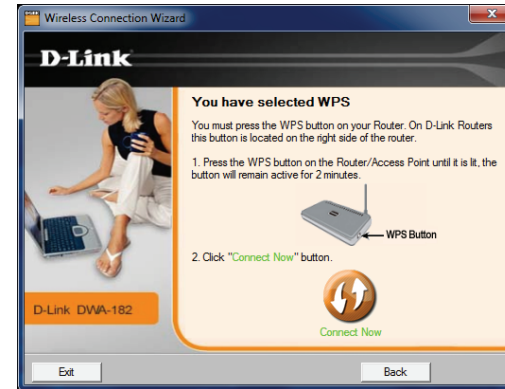 Wireless Connection Wizard
D-Link
You have selected WPS
You must press the WPS button on your Router. On D-Link Routers
this button is located on the right side of the router.
1. Press the WPS button on the Router/Access Point until it is lit, the
button will remain active for 2 minutes.
WPS Button
2. Click "Connect Now" button.
Connect Now
D-Link DWA-182
Exit
Back